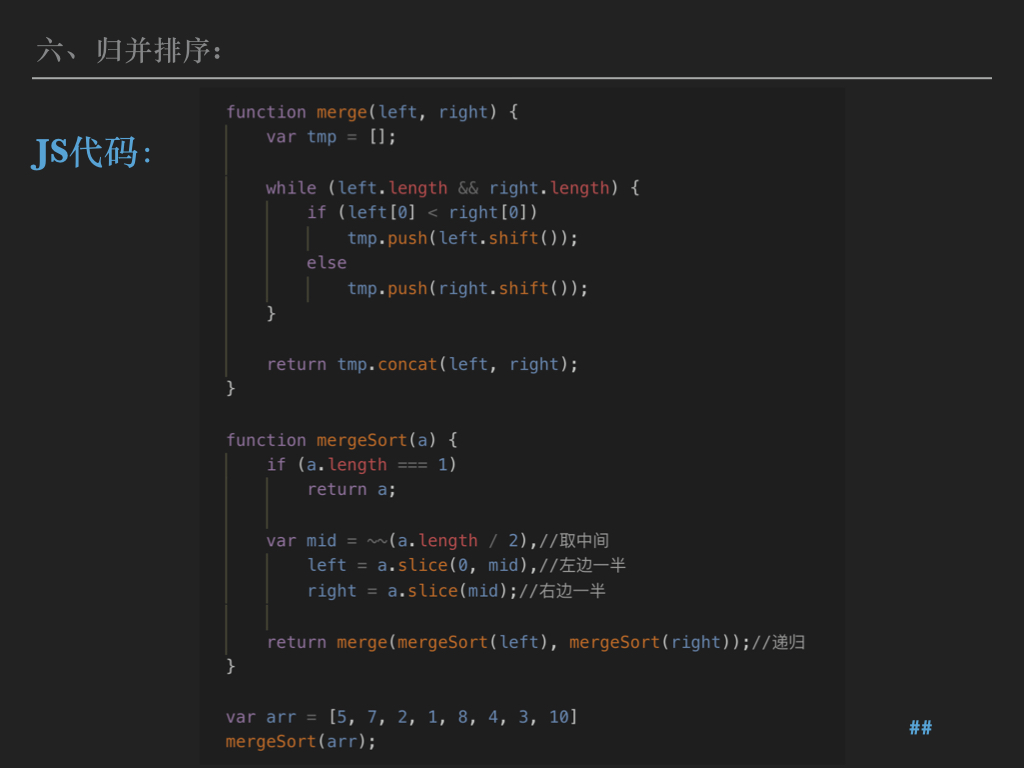 六、归并排序：
JS代码：
function merge(left, right) {
    var tmp = [];

    while (left.length && right.length) {
        if (left[0] < right[0])
            tmp.push(left.shift());
        else
            tmp.push(right.shift());
    }

    return tmp.concat(left, right);
}

function mergeSort(a) {
    if (a.length === 1)
        return a;

    var mid = ~~(a.length / 2),//取中间
        left = a.slice(0, mid),//左边一半
        right = a.slice(mid);//右边一半

    return merge(mergeSort(left), mergeSort(right));//递归
}

var arr = [5, 7, 2, 1, 8, 4, 3, 10]
mergeSort(arr);
##